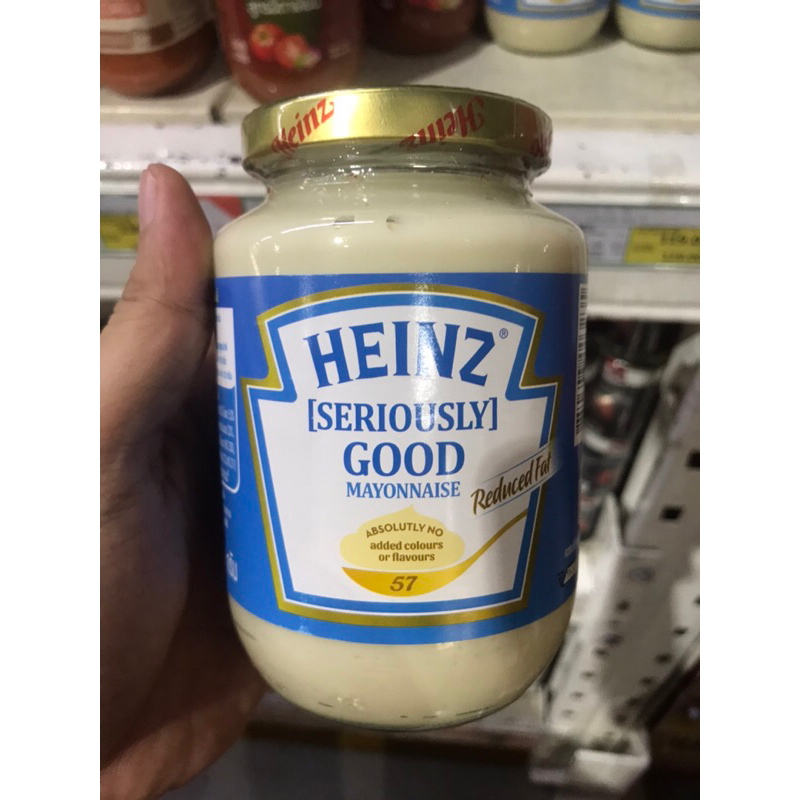 Heinz
Heinz
HEINZ®
[SERIOUSLY]
GOOD
MAYONNAISE
Reduced Fat
ABSOLUTLY NO
added colours
or flavours
57